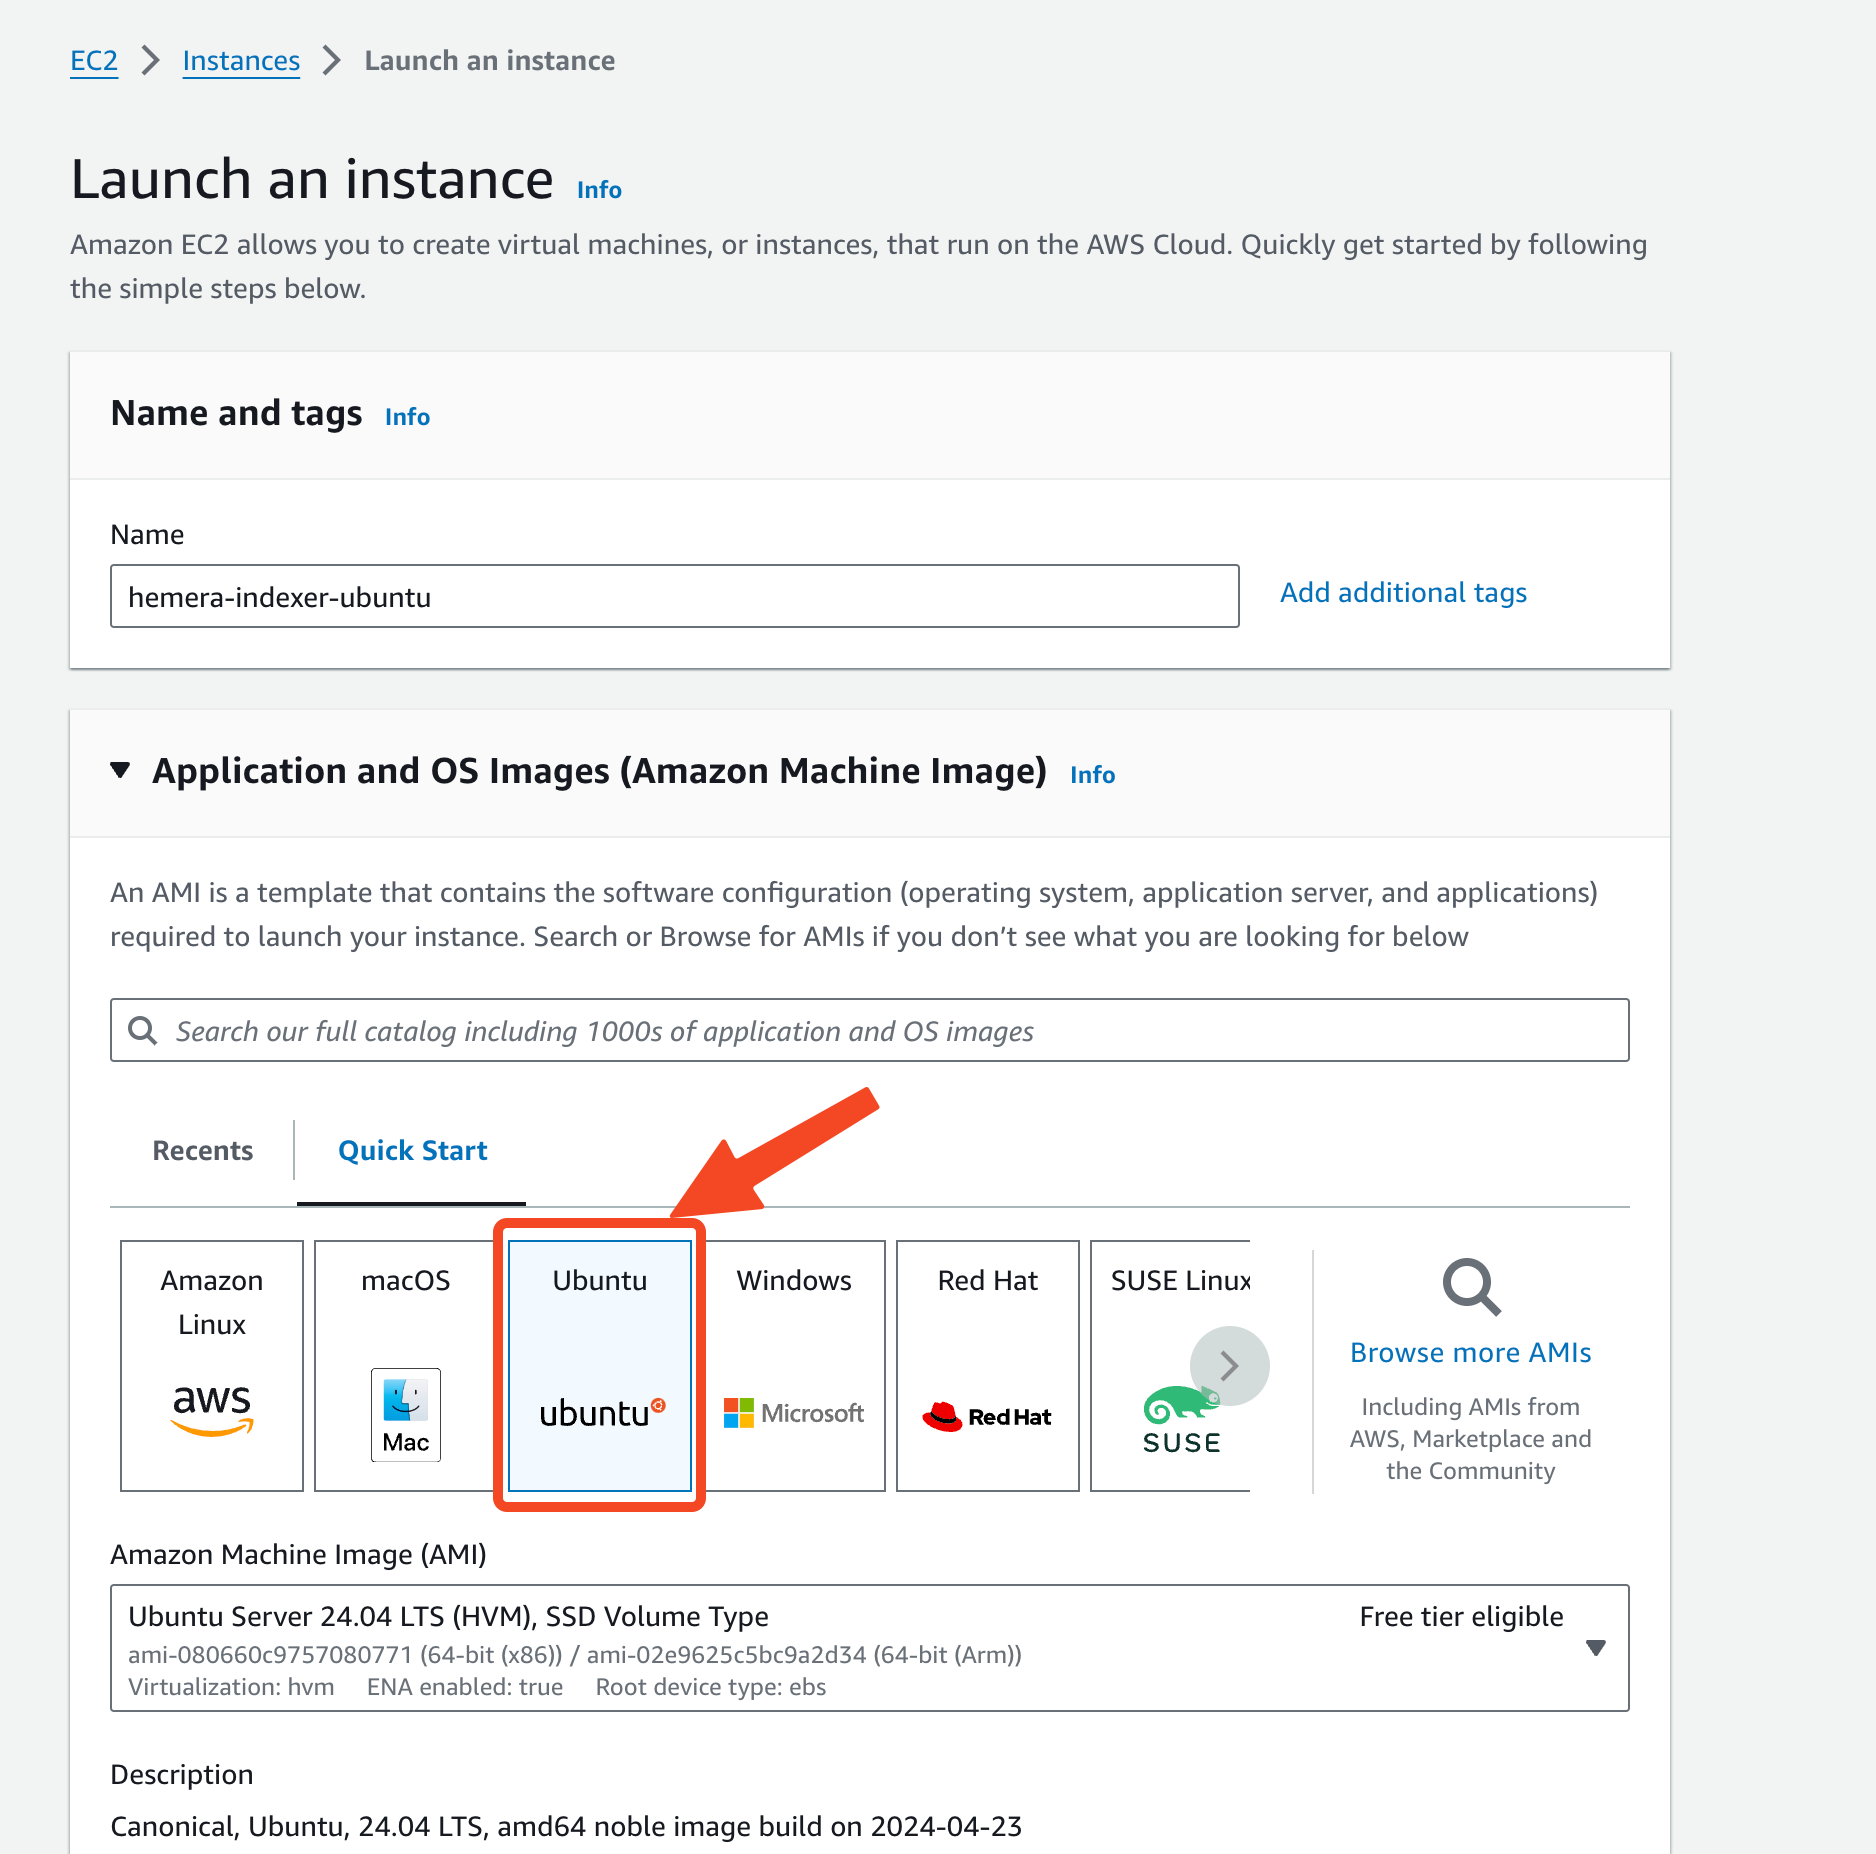 EC2 > Instances > Launch an instance
Launch an instance Info
Amazon EC2 allows you to create virtual machines, or instances, that run on the AWS Cloud. Quickly get started by following
the simple steps below.
Name and tags Info
Name
hemera-indexer-ubuntu
Add additional tags
Application and OS Images (Amazon Machine Image) Info
An AMI is a template that contains the software configuration (operating system, application server, and applications)
required to launch your instance. Search or Browse for AMIs if you don’t see what you are looking for below
Search our full catalog including 1000s of application and OS images
Recents
Quick Start
Amazon
Linux
aws
macOS
Mac
Ubuntu
ubuntu
Windows
Microsoft
Red Hat
Red Hat
SUSE Linux
SUSE
Browse more AMIs
Including AMIs from
AWS, Marketplace and
the Community
Amazon Machine Image (AMI)
Ubuntu Server 24.04 LTS (HVM), SSD Volume Type
Free tier eligible
ami-080660c9757080771 (64-bit (x86)) / ami-02e9625c5bc9a2d34 (64-bit (Arm))
Virtualization: hvm ENA enabled: true Root device type: ebs
Description
Canonical, Ubuntu, 24.04 LTS, amd64 noble image build on 2024-04-23